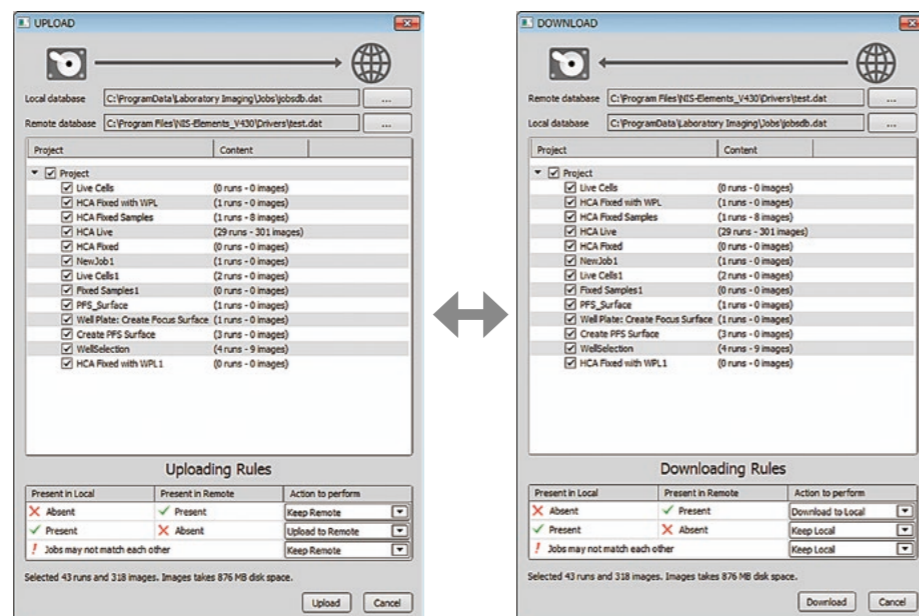 UPLOAD
Local database C:\ProgramData\Laboratory Imaging\Jobs\jobsdb.dat ...
Remote database C:\Program Files\NIS-Elements_V430\Drivers\test.dat ...
Project Content
Project
Live Cells (0 runs - 0 images)
HCA Fixed with WPL (1 runs - 0 images)
HCA Fixed Samples (1 runs - 8 images)
HCA Live (29 runs - 301 images)
HCA Fixed (0 runs - 0 images)
NewJob1 (1 runs - 0 images)
Live Cells1 (2 runs - 0 images)
Fixed Samples1 (0 runs - 0 images)
PFS_Surface (1 runs - 0 images)
Well Plate: Create Focus Surface (1 runs - 0 images)
Create PFS Surface (3 runs - 0 images)
WellSelection (4 runs - 9 images)
HCA Fixed with WPL1 (0 runs - 0 images)
Uploading Rules
Present in Local Present in Remote Action to perform
Absent Present Keep Remote
Present Absent Upload to Remote
! Jobs may not match each other Keep Remote
Selected 43 runs and 318 images. Images takes 876 MB disk space.
Upload Cancel
DOWNLOAD
Remote database C:\Program Files\NIS-Elements_V430\Drivers\test.dat ...
Local database C:\ProgramData\Laboratory Imaging\Jobs\jobsdb.dat ...
Project Content
Project
Live Cells (0 runs - 0 images)
HCA Fixed with WPL (1 runs - 0 images)
HCA Fixed Samples (1 runs - 8 images)
HCA Live (29 runs - 301 images)
HCA Fixed (0 runs - 0 images)
NewJob1 (1 runs - 0 images)
Live Cells1 (2 runs - 0 images)
Fixed Samples1 (0 runs - 0 images)
PFS_Surface (1 runs - 0 images)
Well Plate: Create Focus Surface (1 runs - 0 images)
Create PFS Surface (3 runs - 0 images)
WellSelection (4 runs - 9 images)
HCA Fixed with WPL1 (0 runs - 0 images)
Downloading Rules
Present in Local Present in Remote Action to perform
Absent Present Download to Local
Present Absent Keep Local
! Jobs may not match each other Keep Local
Selected 43 runs and 318 images. Images takes 876 MB disk space.
Download Cancel